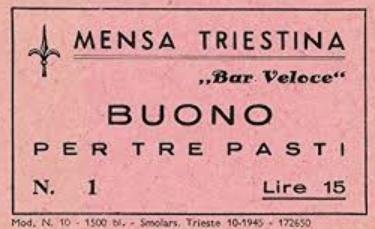 MENSA TRIESTINA
„Bar Veloce“
BUONO
PER TRE PASTI
N. 1 Lire 15
Mod. N. 10 - 1500 bl. - Smolars. Trieste 10-1945 - 172650